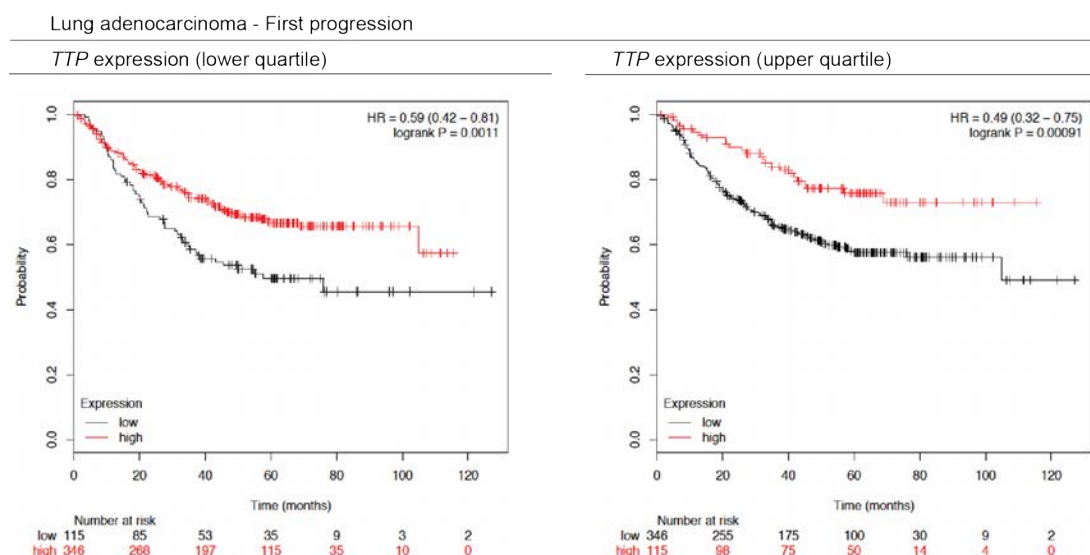 Lung adenocarcinoma - First progression
TTP expression (lower quartile)
HR = 0.59 (0.42 – 0.81)
logrank P = 0.0011
Probability
1.0
0.8
0.6
0.4
0.2
0.0
Expression
low
high
0 20 40 60 80 100 120
Time (months)
Number at risk
low 115 85 53 35 9 3 2
high 346 268 197 115 35 10 0
TTP expression (upper quartile)
HR = 0.49 (0.32 – 0.75)
logrank P = 0.00091
Probability
1.0
0.8
0.6
0.4
0.2
0.0
Expression
low
high
0 20 40 60 80 100 120
Time (months)
Number at risk
low 346 255 175 100 30 9 2
high 115 98 75 50 14 4 0